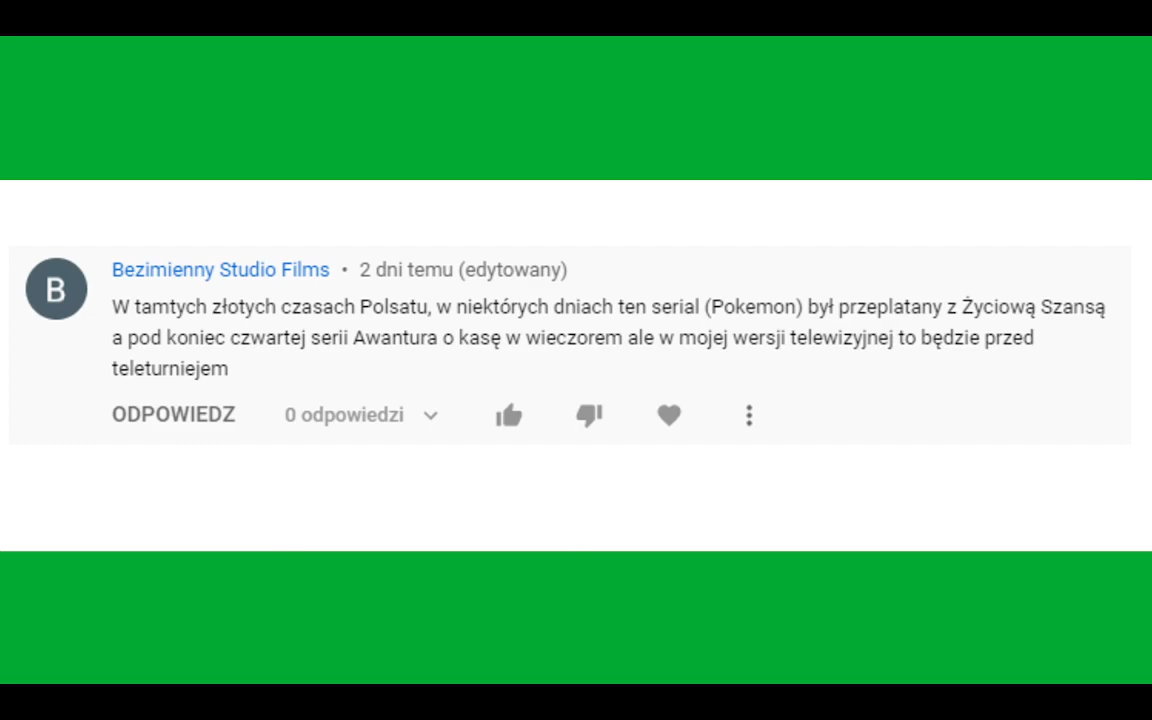 B
Bezimienny Studio Films • 2 dni temu (edytowany)
W tamtych złotych czasach Polsatu, w niektórych dniach ten serial (Pokemon) był przeplatany z Życiową Szansą
a pod koniec czwartej serii Awantura o kasę w wieczorem ale w mojej wersji telewizyjnej to będzie przed
teleturniejem
ODPOWIEDZ 0 odpowiedzi